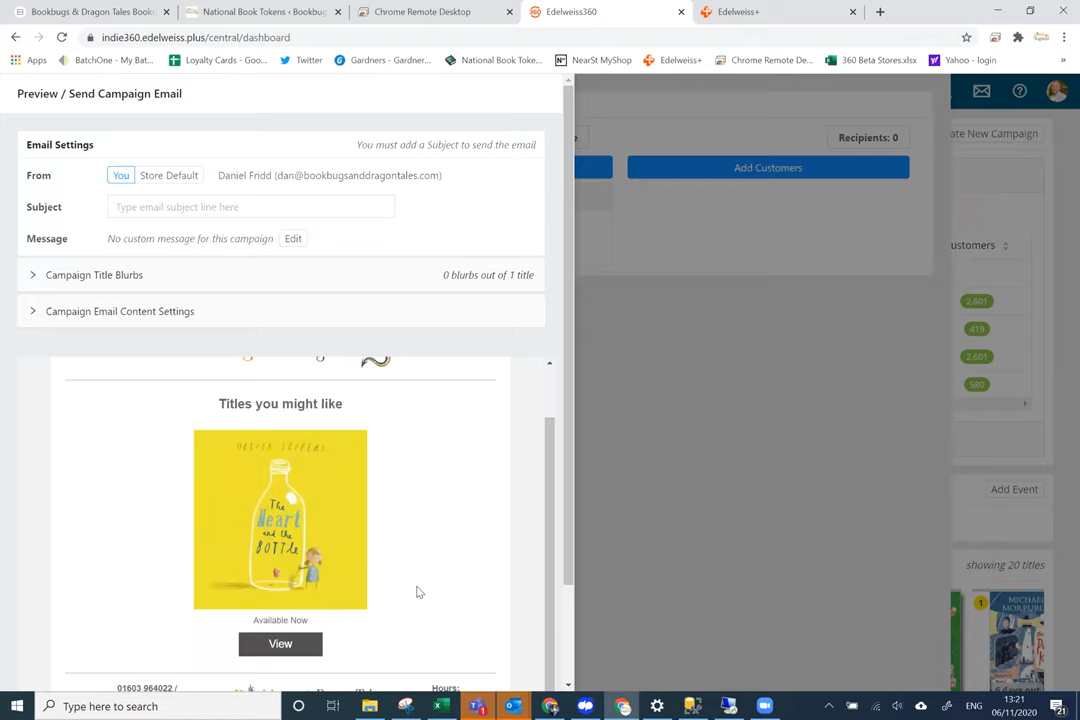 Bookbugs & Dragon Tales Books
National Book Tokens ‹ Bookbug
Chrome Remote Desktop
Edelweiss360
Edelweiss+
indie360.edelweiss.plus/central/dashboard
Apps
BatchOne - My Bat...
Loyalty Cards - Goo...
Twitter
Gardners - Gardner...
National Book Toke...
NearSt MyShop
Edelweiss+
Chrome Remote De...
360 Beta Stores.xlsx
Yahoo - login
»
Preview / Send Campaign Email
Email Settings
You must add a Subject to send the email
From
You
Store Default
Daniel Fridd (dan@bookbugsanddragontales.com)
Subject
Type email subject line here
Message
No custom message for this campaign
Edit
Campaign Title Blurbs
0 blurbs out of 1 title
Campaign Email Content Settings
Titles you might like
OLIVER JEFFERS
The
Heart
and the
BOTTLE
Available Now
View
01603 964022 /
Hours:
Recipients: 0
Add Customers
ate New Campaign
ustomers
2,601
419
2,601
580
Add Event
showing 20 titles
1
MICHAEL
MORPURGO
6 days out
Type here to search
ENG
13:21
06/11/2020
21